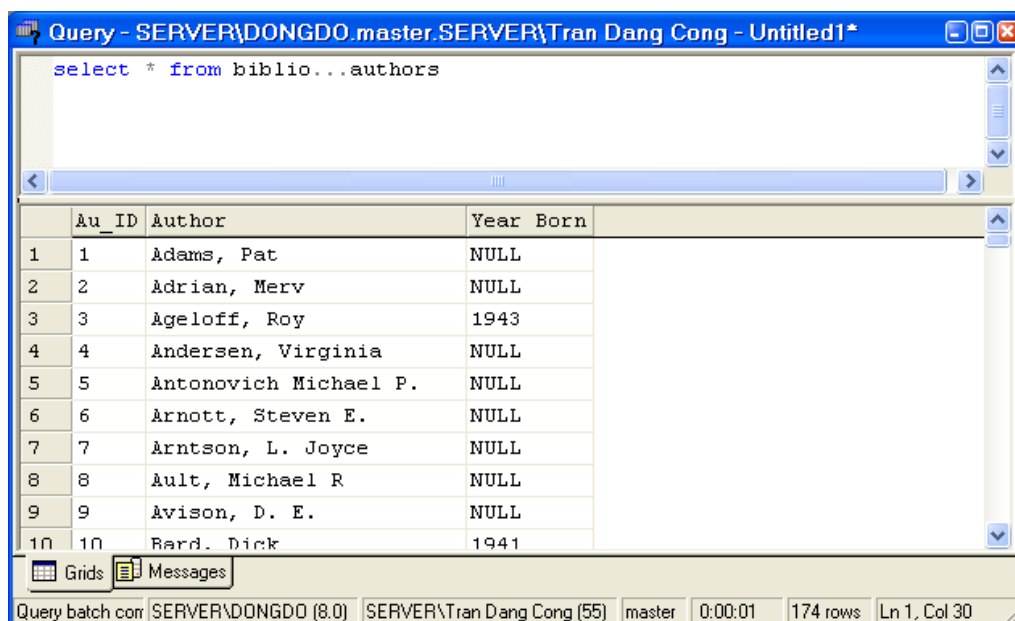 Query - SERVER\DONGDO.master.SERVER\Tran Dang Cong - Untitled1*
select * from biblio...authors
Au_ID Author Year Born
1 1 Adams, Pat NULL
2 2 Adrian, Merv NULL
3 3 Ageloff, Roy 1943
4 4 Andersen, Virginia NULL
5 5 Antonovich Michael P. NULL
6 6 Arnott, Steven E. NULL
7 7 Arntson, L. Joyce NULL
8 8 Ault, Michael R NULL
9 9 Avison, D. E. NULL
10 10 Bard, Dick 1941
Grids Messages
Query batch com SERVER\DONGDO (8.0) SERVER\Tran Dang Cong (55) master 0:00:01 174 rows Ln 1, Col 30